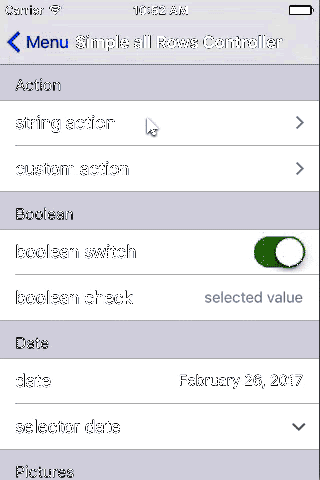 Carrier 10:52 AM
Menu Simple all Rows Controller
Action
string action
custom action
Boolean
boolean switch
boolean check selected value
Date
date February 26, 2017
selector date
Pictures